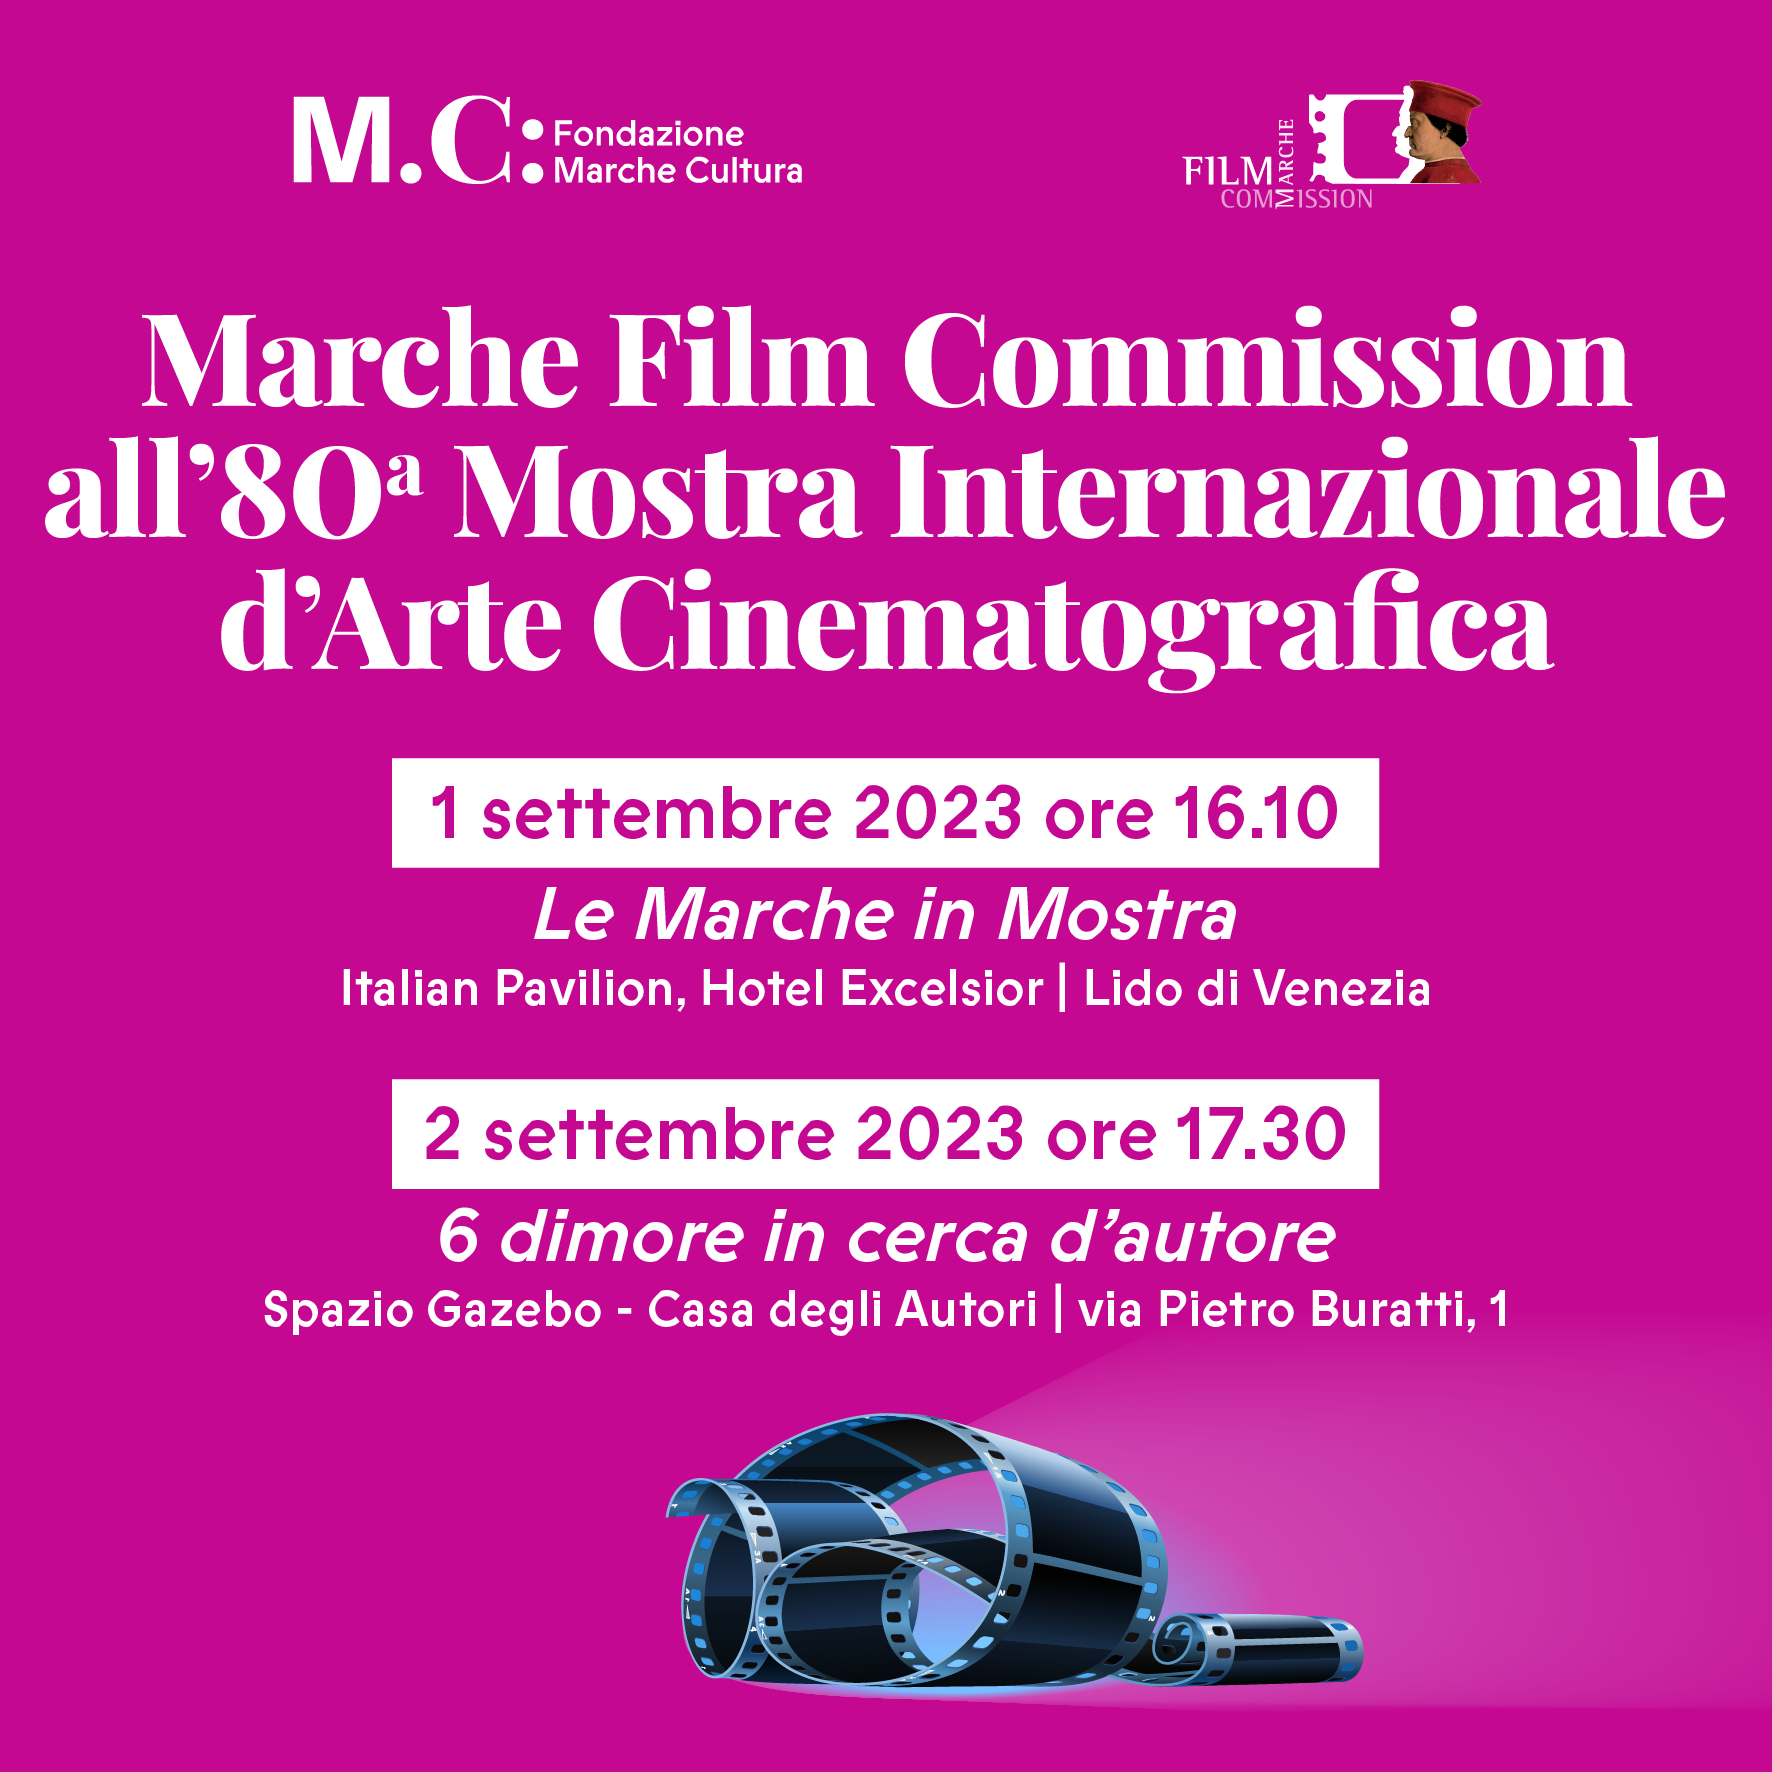 M.C: Fondazione
Marche Cultura
FILM
MARCHE
COMMISSION
Marche Film Commission
all'80ª Mostra Internazionale
d'Arte Cinematografica
1 settembre 2023 ore 16.10
Le Marche in Mostra
Italian Pavilion, Hotel Excelsior | Lido di Venezia
2 settembre 2023 ore 17.30
6 dimore in cerca d'autore
Spazio Gazebo - Casa degli Autori | via Pietro Buratti, 1